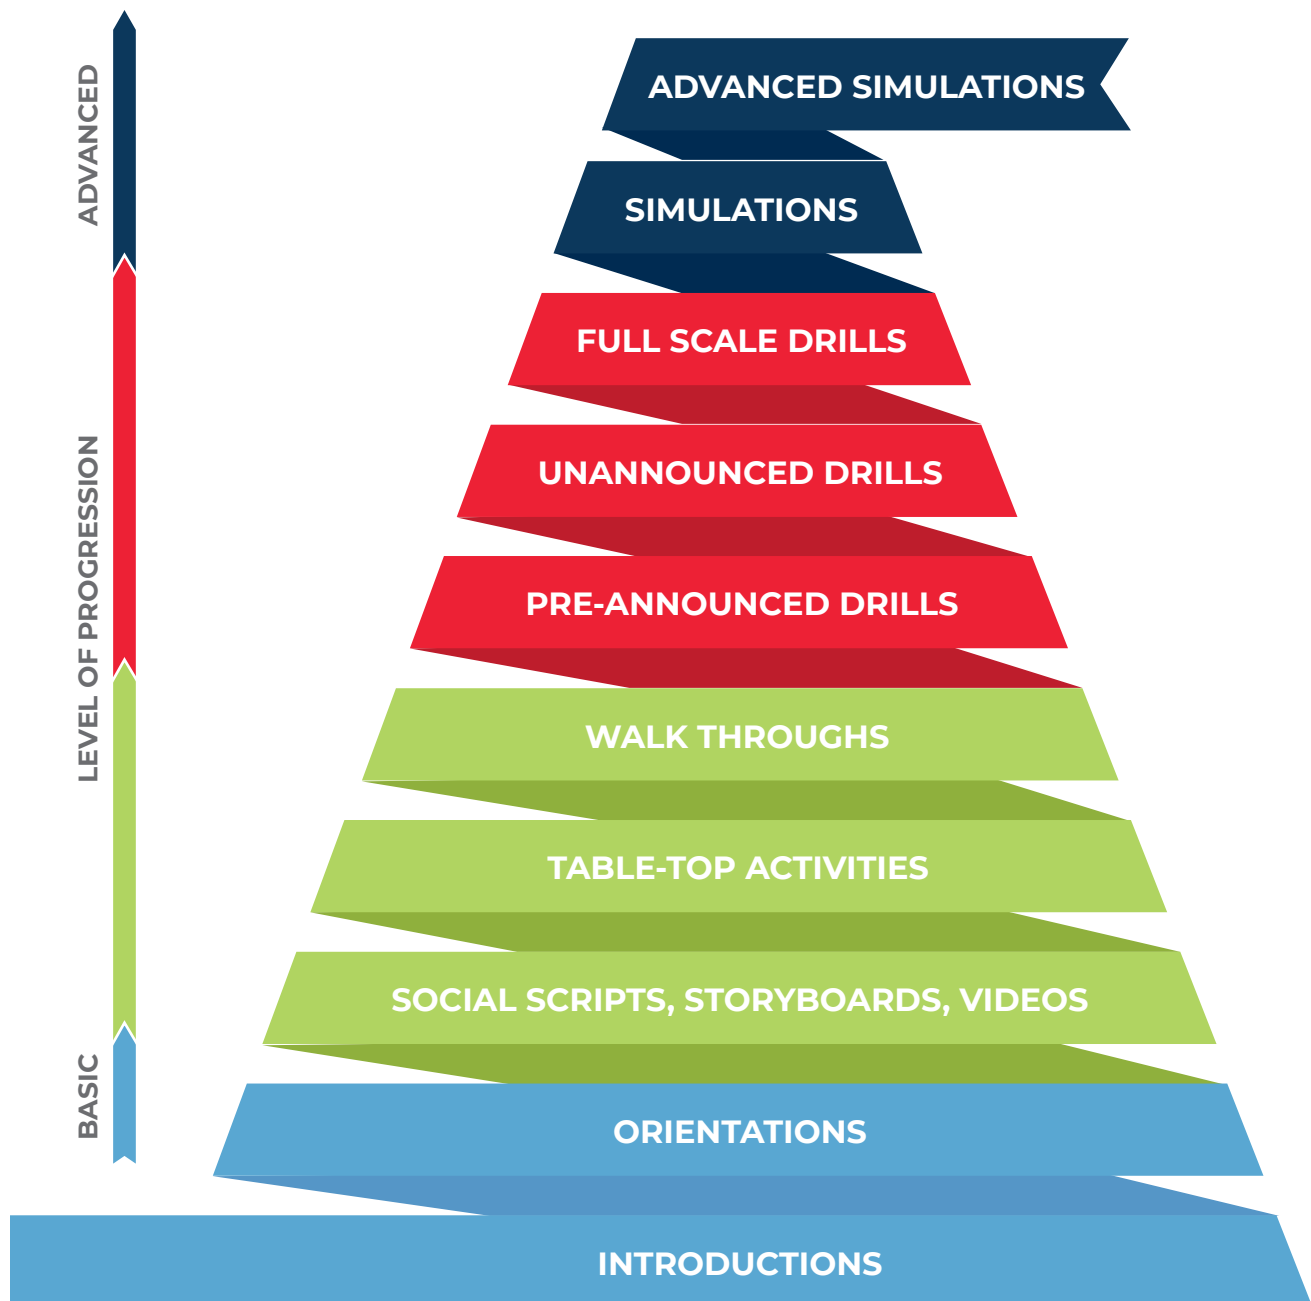 ADVANCED
LEVEL OF PROGRESSION
BASIC
ADVANCED SIMULATIONS
SIMULATIONS
FULL SCALE DRILLS
UNANNOUNCED DRILLS
PRE-ANNOUNCED DRILLS
WALK THROUGHS
TABLE-TOP ACTIVITIES
SOCIAL SCRIPTS, STORYBOARDS, VIDEOS
ORIENTATIONS
INTRODUCTIONS